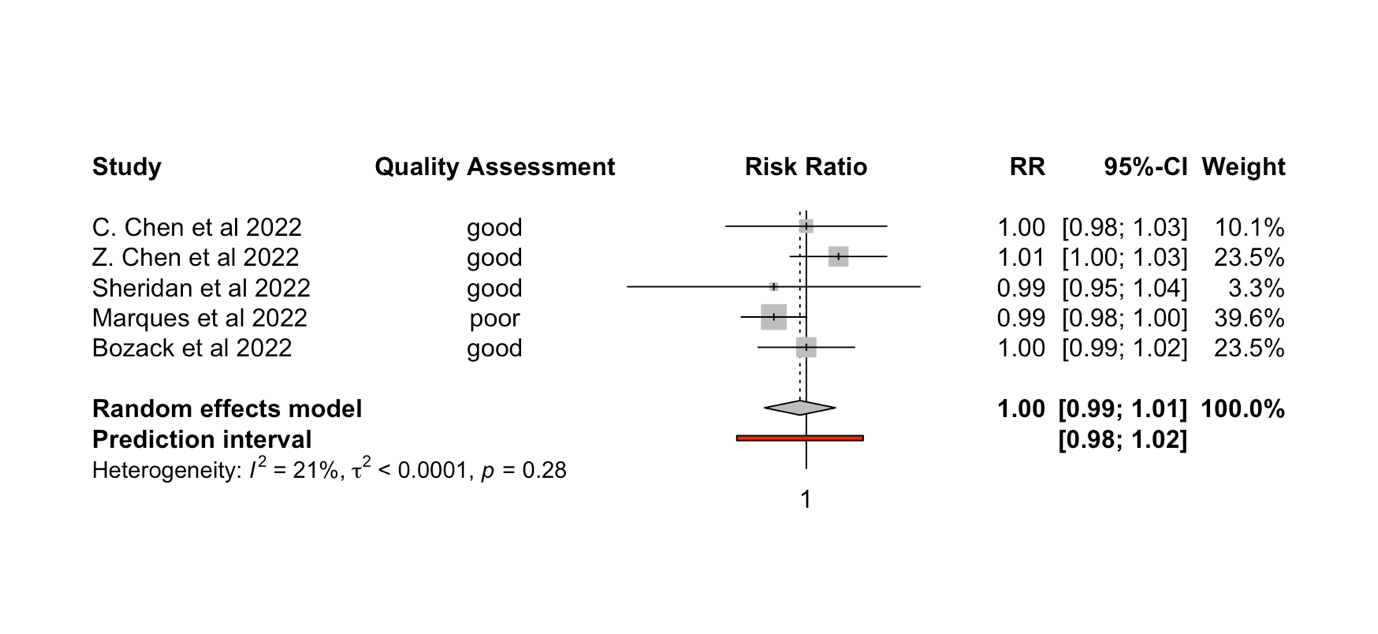 Study Quality Assessment Risk Ratio RR 95%-CI Weight
C. Chen et al 2022 good 1.00 [0.98; 1.03] 10.1%
Z. Chen et al 2022 good 1.01 [1.00; 1.03] 23.5%
Sheridan et al 2022 good 0.99 [0.95; 1.04] 3.3%
Marques et al 2022 poor 0.99 [0.98; 1.00] 39.6%
Bozack et al 2022 good 1.00 [0.99; 1.02] 23.5%
Random effects model 1.00 [0.99; 1.01] 100.0%
Prediction interval [0.98; 1.02]
Heterogeneity: I² = 21%, τ² < 0.0001, p = 0.28
1